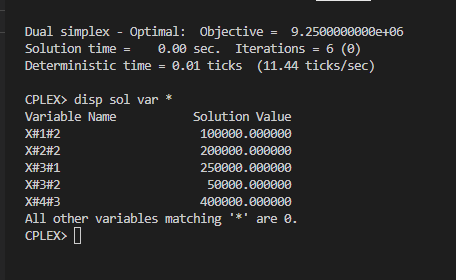 Dual simplex - Optimal:  Objective =  9.2500000000e+06
Solution time =    0.00 sec.  Iterations = 6 (0)
Deterministic time = 0.01 ticks  (11.44 ticks/sec)
CPLEX> disp sol var *
Variable Name           Solution Value
X#1#2                    100000.000000
X#2#2                    200000.000000
X#3#1                    250000.000000
X#3#2                     50000.000000
X#4#3                    400000.000000
All other variables matching '*' are 0.
CPLEX>